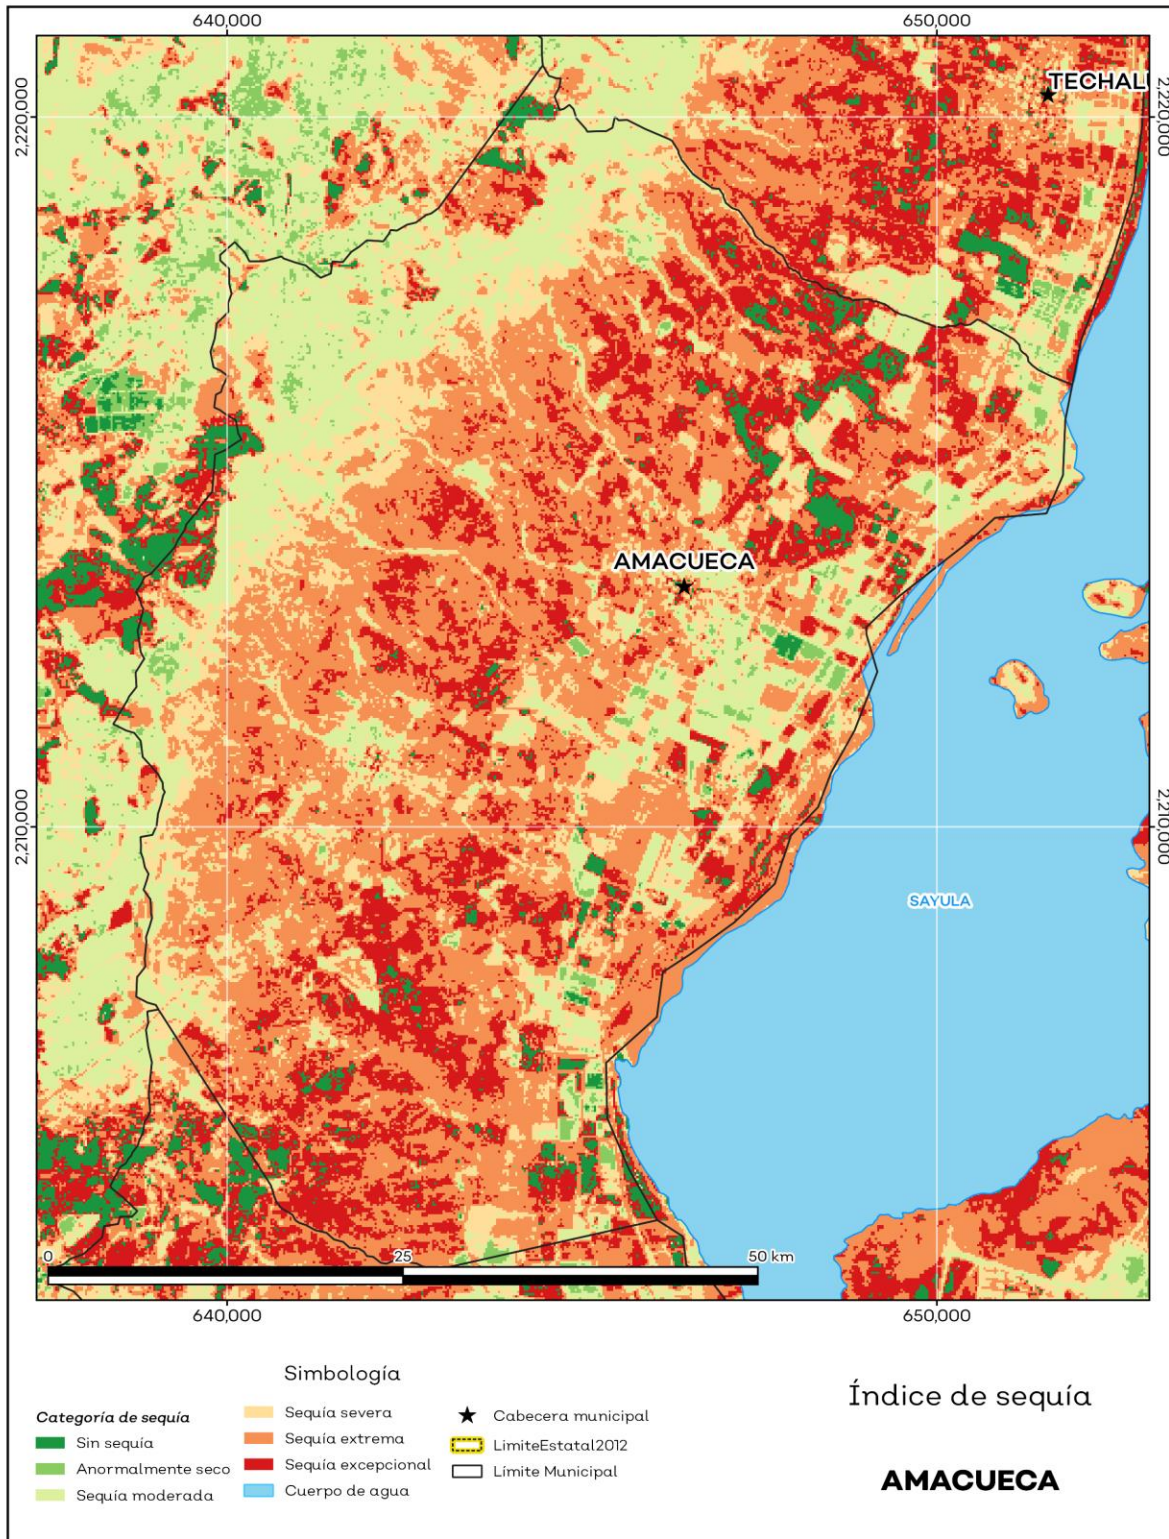 640,000
650,000
TECHALU
2,220,000
2,220,000
AMACUECA
2,210,000
2,210,000
SAYULA
0
25
50 km
640,000
650,000
Simbología
Categoría de sequía
Sin sequía
Anormalmente seco
Sequía moderada
Sequía severa
Sequía extrema
Sequía excepcional
Cuerpo de agua
Cabecera municipal
LimiteEstatal2012
Límite Municipal
Índice de sequía
AMACUECA